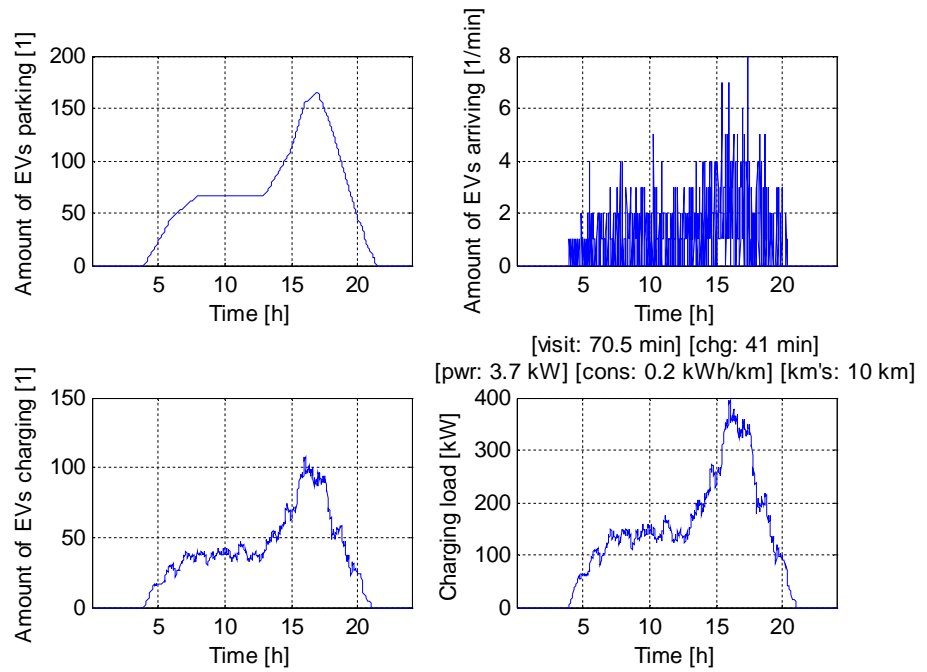 Amount of EVs parking [1]
200
150
100
50
0
5 10 15 20
Time [h]
Amount of EVs arriving [1/min]
8
6
4
2
0
5 10 15 20
Time [h]
Amount of EVs charging [1]
150
100
50
0
5 10 15 20
Time [h]
[visit: 70.5 min] [chg: 41 min]
[pwr: 3.7 kW] [cons: 0.2 kWh/km] [km's: 10 km]
Charging load [kW]
400
300
200
100
0
5 10 15 20
Time [h]